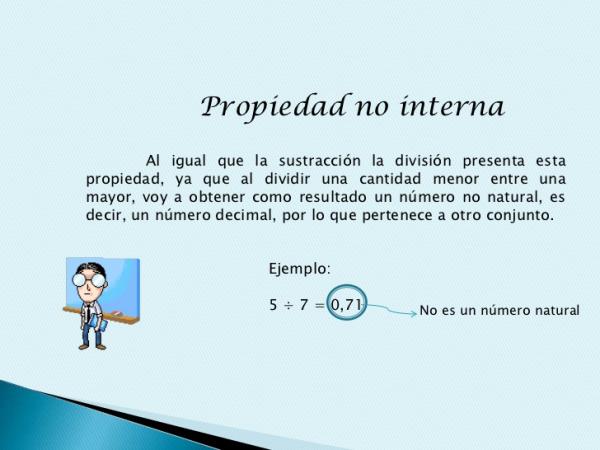 Propiedad no interna
Al igual que la sustracción la división presenta esta
propiedad, ya que al dividir una cantidad menor entre una
mayor, voy a obtener como resultado un número no natural, es
decir, un número decimal, por lo que pertenece a otro conjunto.
Ejemplo:
5 ÷ 7 = 0,71
No es un número natural